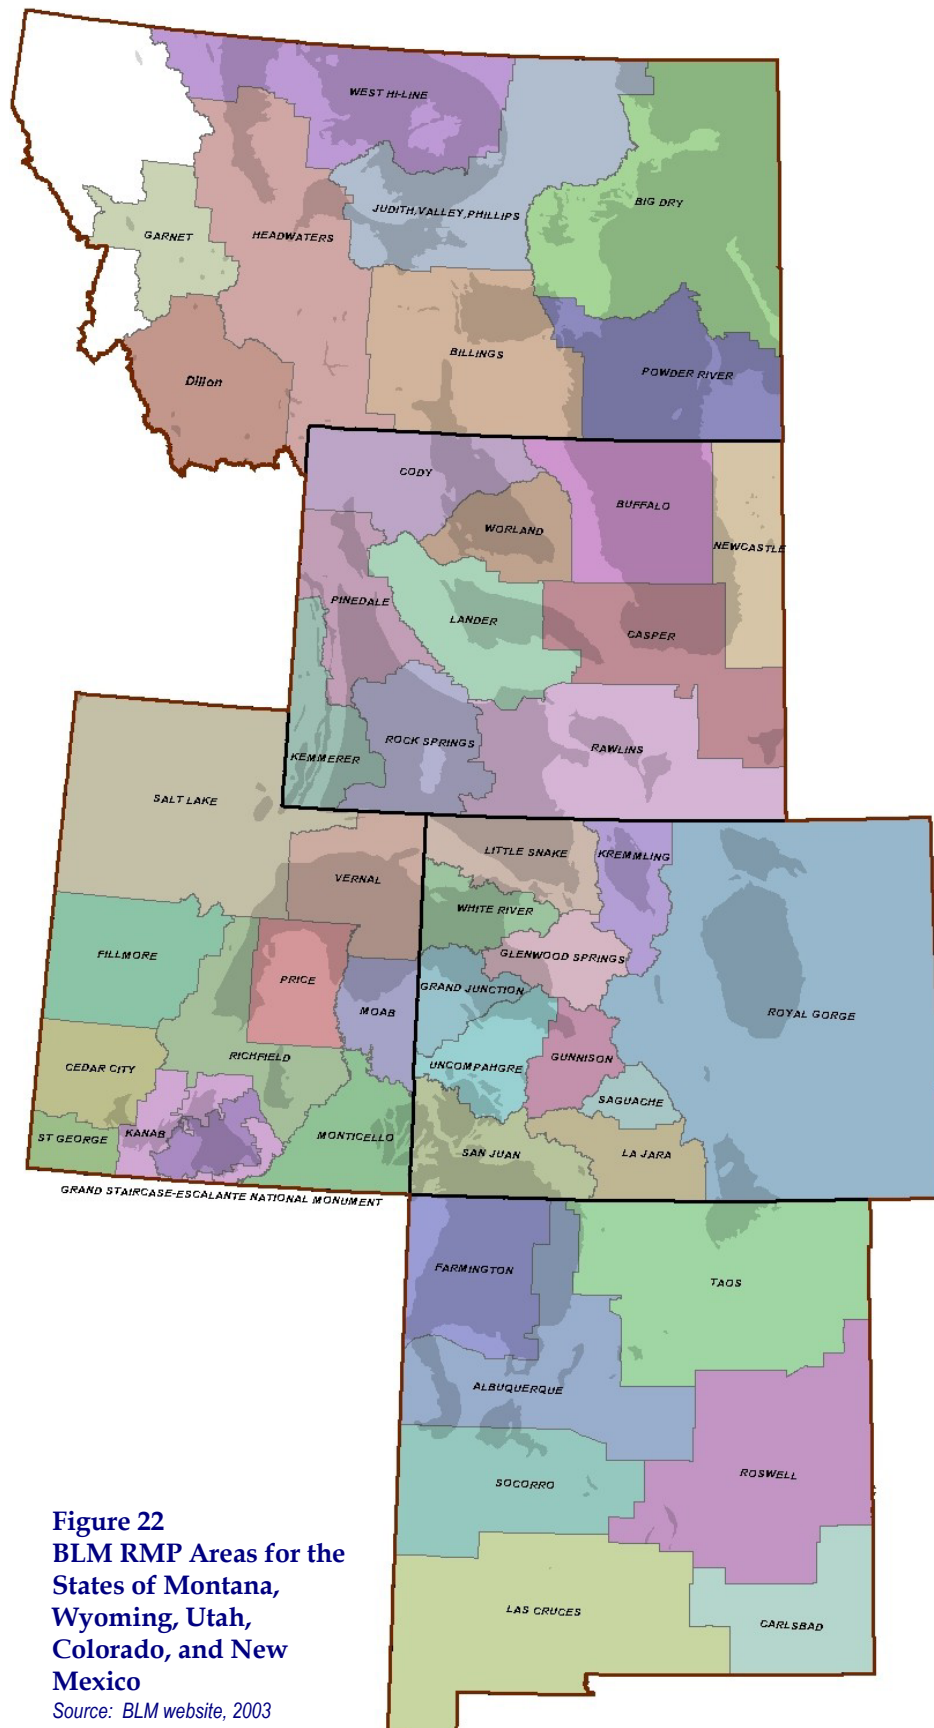 WEST HI-LINE
BIG DRY
JUDITH,VALLEY,PHILLIPS
GARNET
HEADWATERS
BILLINGS
POWDER RIVER
Dillon
CODY
BUFFALO
WORLAND
NEWCASTLE
PINEDALE
LANDER
CASPER
ROCK SPRINGS
RAWLINS
KEMMERER
SALT LAKE
LITTLE SNAKE
KREMMLING
VERNAL
WHITE RIVER
FILLMORE
GLENWOOD SPRINGS
PRICE
GRAND JUNCTION
MOAB
ROYAL GORGE
RICHFIELD
GUNNISON
CEDAR CITY
UNCOMPAHGRE
SAGUACHE
ST GEORGE
KANAB
MONTICELLO
SAN JUAN
LA JARA
GRAND STAIRCASE-ESCALANTE NATIONAL MONUMENT
FARMINGTON
TAOS
ALBUQUERQUE
ROSWELL
SOCORRO
LAS CRUCES
CARLSBAD
Figure 22
BLM RMP Areas for the
States of Montana,
Wyoming, Utah,
Colorado, and New
Mexico
Source: BLM website, 2003